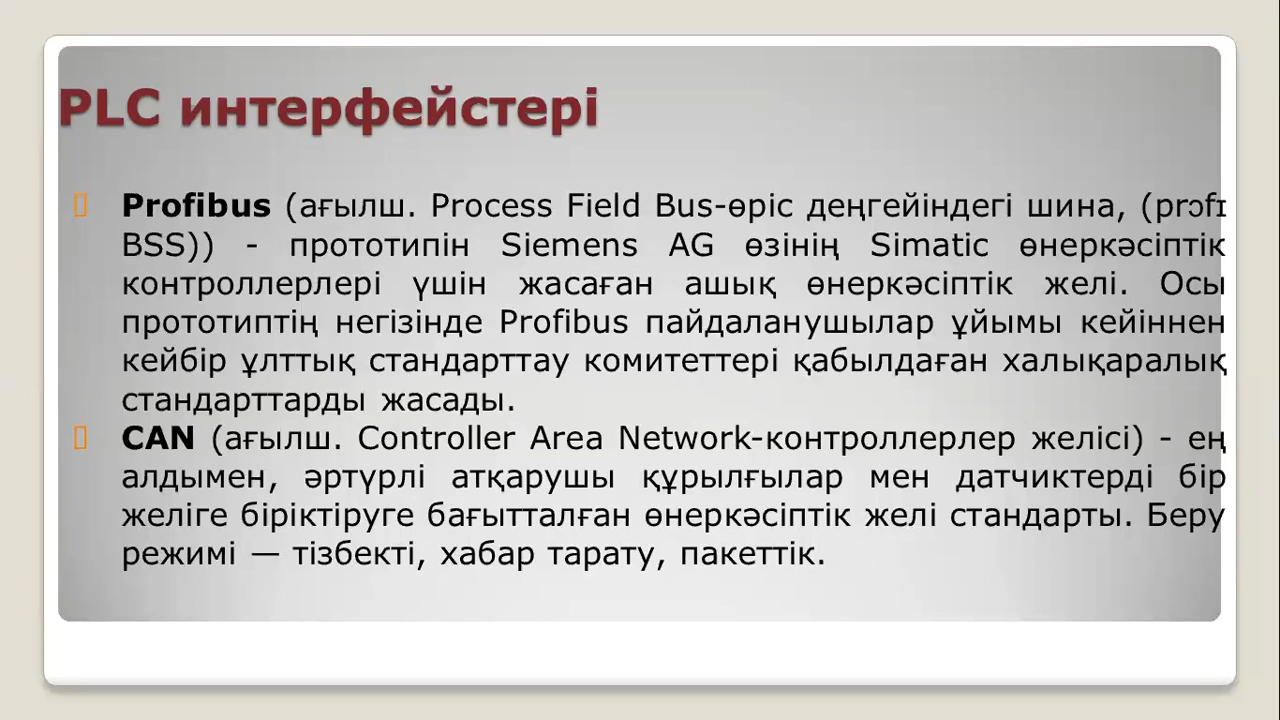 PLC интерфейстері
Profibus (ағылш. Process Field Bus-өріс деңгейіндегі шина, (prɔfɪ
BSS)) - прототипін Siemens AG өзінің Simatic өнеркәсіптік
контроллерлері үшін жасаған ашық өнеркәсіптік желі. Осы
прототиптің негізінде Profibus пайдаланушылар ұйымы кейіннен
кейбір ұлттық стандарттау комитеттері қабылдаған халықаралық
стандарттарды жасады.
CAN (ағылш. Controller Area Network-контроллерлер желісі) - ең
алдымен, әртүрлі атқарушы құрылғылар мен датчиктерді бір
желіге біріктіруге бағытталған өнеркәсіптік желі стандарты. Беру
режимі — тізбекті, хабар тарату, пакеттік.